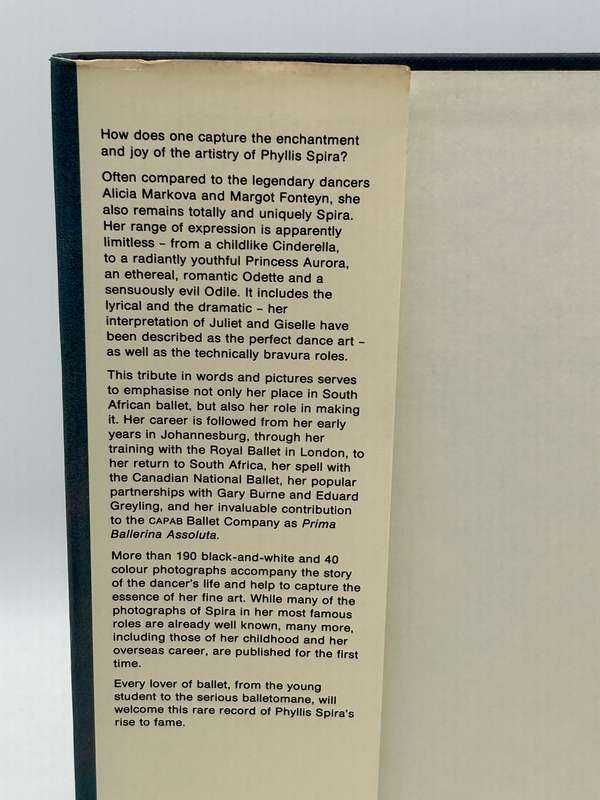 How does one capture the enchantment
and joy of the artistry of Phyllis Spira?
Often compared to the legendary dancers
Alicia Markova and Margot Fonteyn, she
also remains totally and uniquely Spira.
Her range of expression is apparently
limitless – from a childlike Cinderella,
to a radiantly youthful Princess Aurora,
an ethereal, romantic Odette and a
sensuously evil Odile. It includes the
lyrical and the dramatic – her
interpretation of Juliet and Giselle have
been described as the perfect dance art –
as well as the technically bravura roles.
This tribute in words and pictures serves
to emphasise not only her place in South
African ballet, but also her role in making
it. Her career is followed from her early
years in Johannesburg, through her
training with the Royal Ballet in London, to
her return to South Africa, her spell with
the Canadian National Ballet, her popular
partnerships with Gary Burne and Eduard
Greyling, and her invaluable contribution
to the CAPAB Ballet Company as Prima
Ballerina Assoluta.
More than 190 black-and-white and 40
colour photographs accompany the story
of the dancer's life and help to capture the
essence of her fine art. While many of the
photographs of Spira in her most famous
roles are already well known, many more,
including those of her childhood and her
overseas career, are published for the first
time.
Every lover of ballet, from the young
student to the serious balletomane, will
welcome this rare record of Phyllis Spira's
rise to fame.